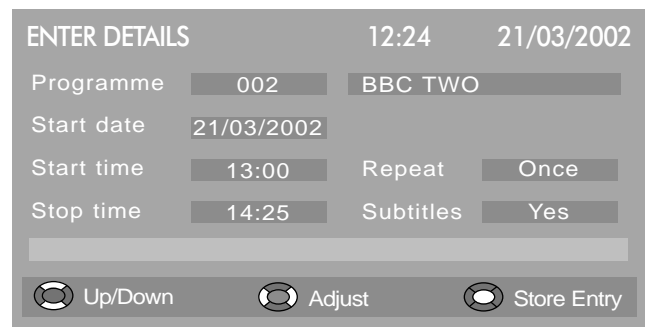 ENTER DETAILS 12:24 21/03/2002
Programme 002 BBC TWO
Start date 21/03/2002
Start time 13:00 Repeat Once
Stop time 14:25 Subtitles Yes
Up/Down Adjust Store Entry